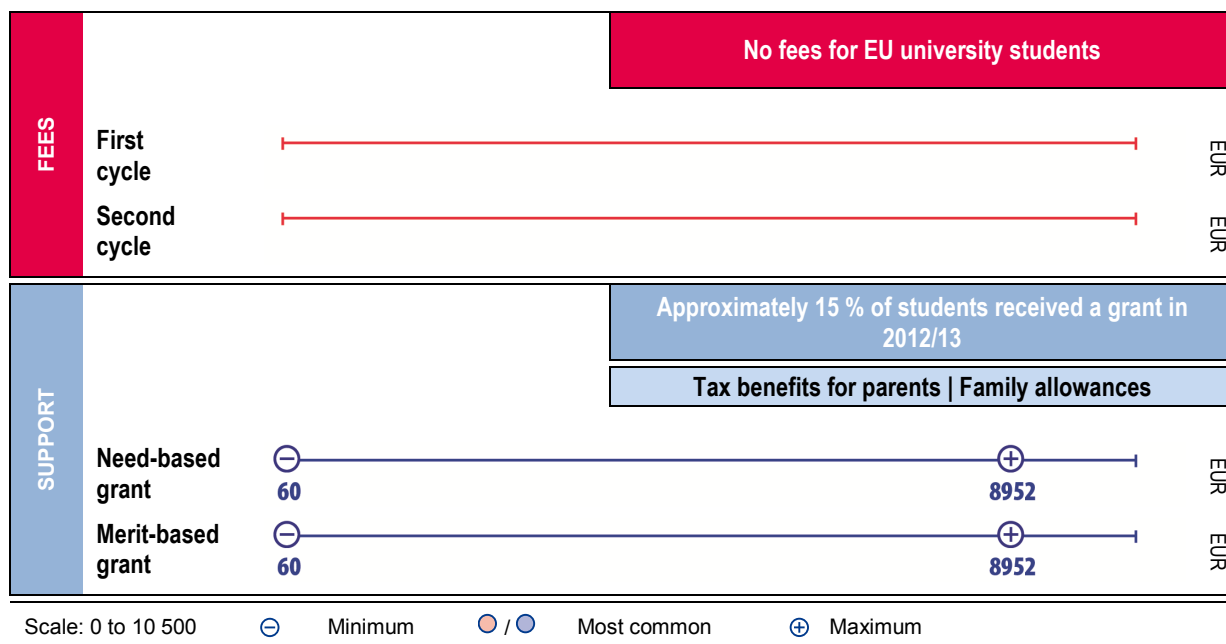 No fees for EU university students
FEES
First
cycle
EUR
Second
cycle
EUR
Approximately 15 % of students received a grant in
2012/13
Tax benefits for parents | Family allowances
SUPPORT
Need-based
grant
60
8952
EUR
Merit-based
grant
60
8952
EUR
Scale: 0 to 10 500 Minimum / Most common Maximum